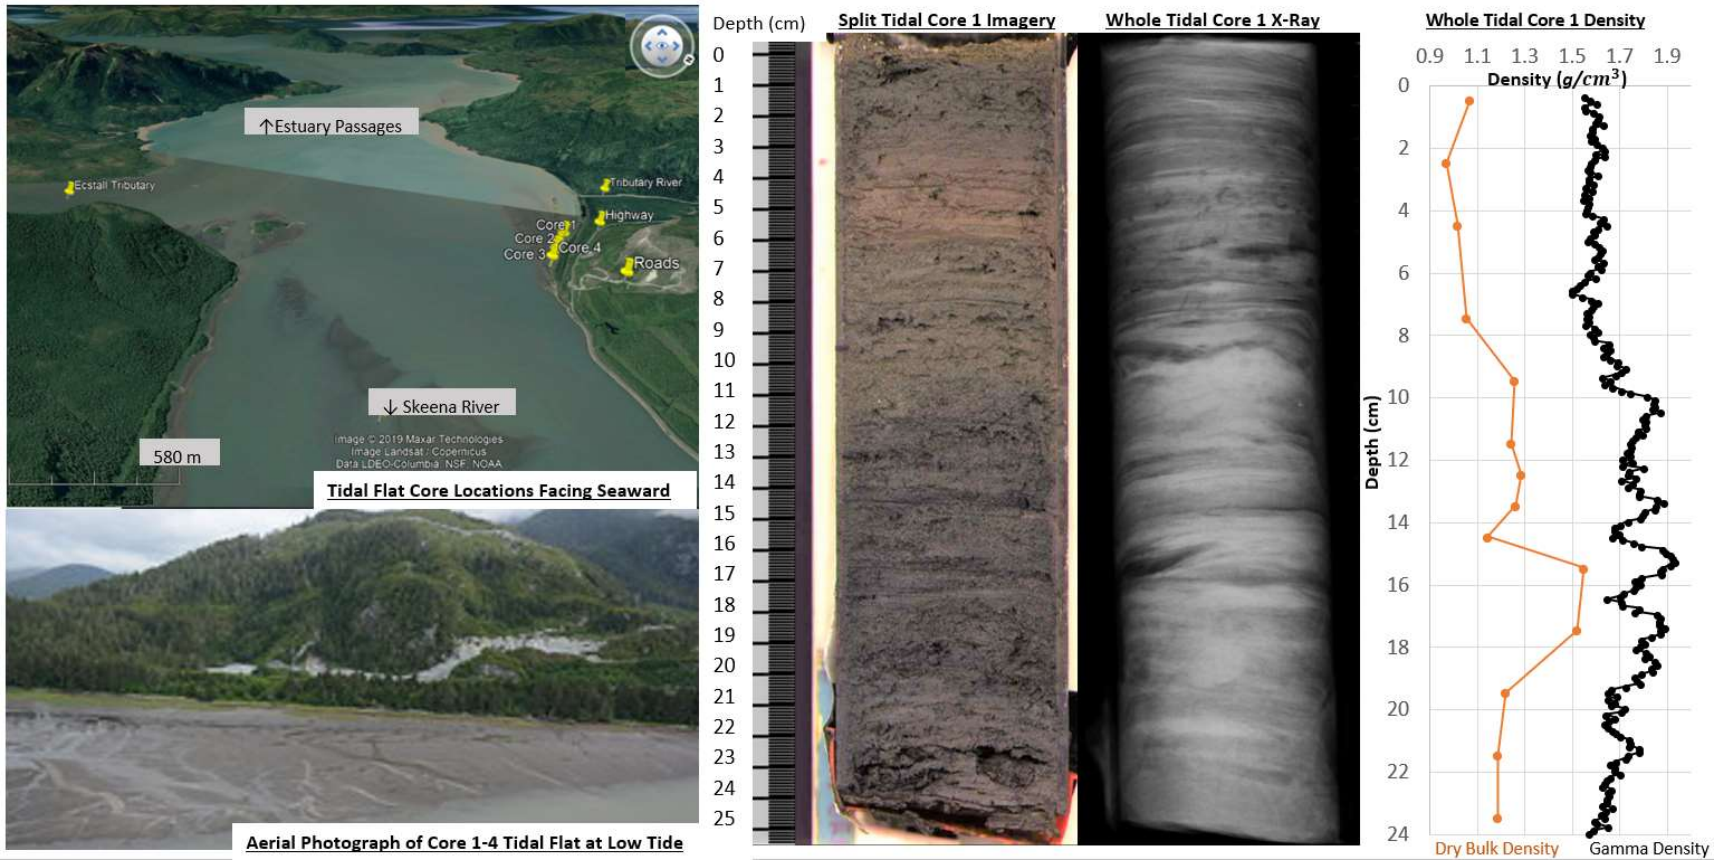 ↑Estuary Passages
Ecstall Tributary
Tributary River
Highway
Core 1
Core 2
Core 4
Core 3
Roads
↓ Skeena River
Image © 2019 Maxar Technologies
Image Landsat / Copernicus
Data LDEO-Columbia, NSF, NOAA
580 m
Tidal Flat Core Locations Facing Seaward
Aerial Photograph of Core 1-4 Tidal Flat at Low Tide
Depth (cm)
0
1
2
3
4
5
6
7
8
9
10
11
12
13
14
15
16
17
18
19
20
21
22
23
24
25
Split Tidal Core 1 Imagery
Whole Tidal Core 1 X-Ray
Whole Tidal Core 1 Density
0.9 1.1 1.3 1.5 1.7 1.9
Density (g/cm³)
Depth (cm)
0
2
4
6
8
10
12
14
16
18
20
22
24
Dry Bulk Density
Gamma Density